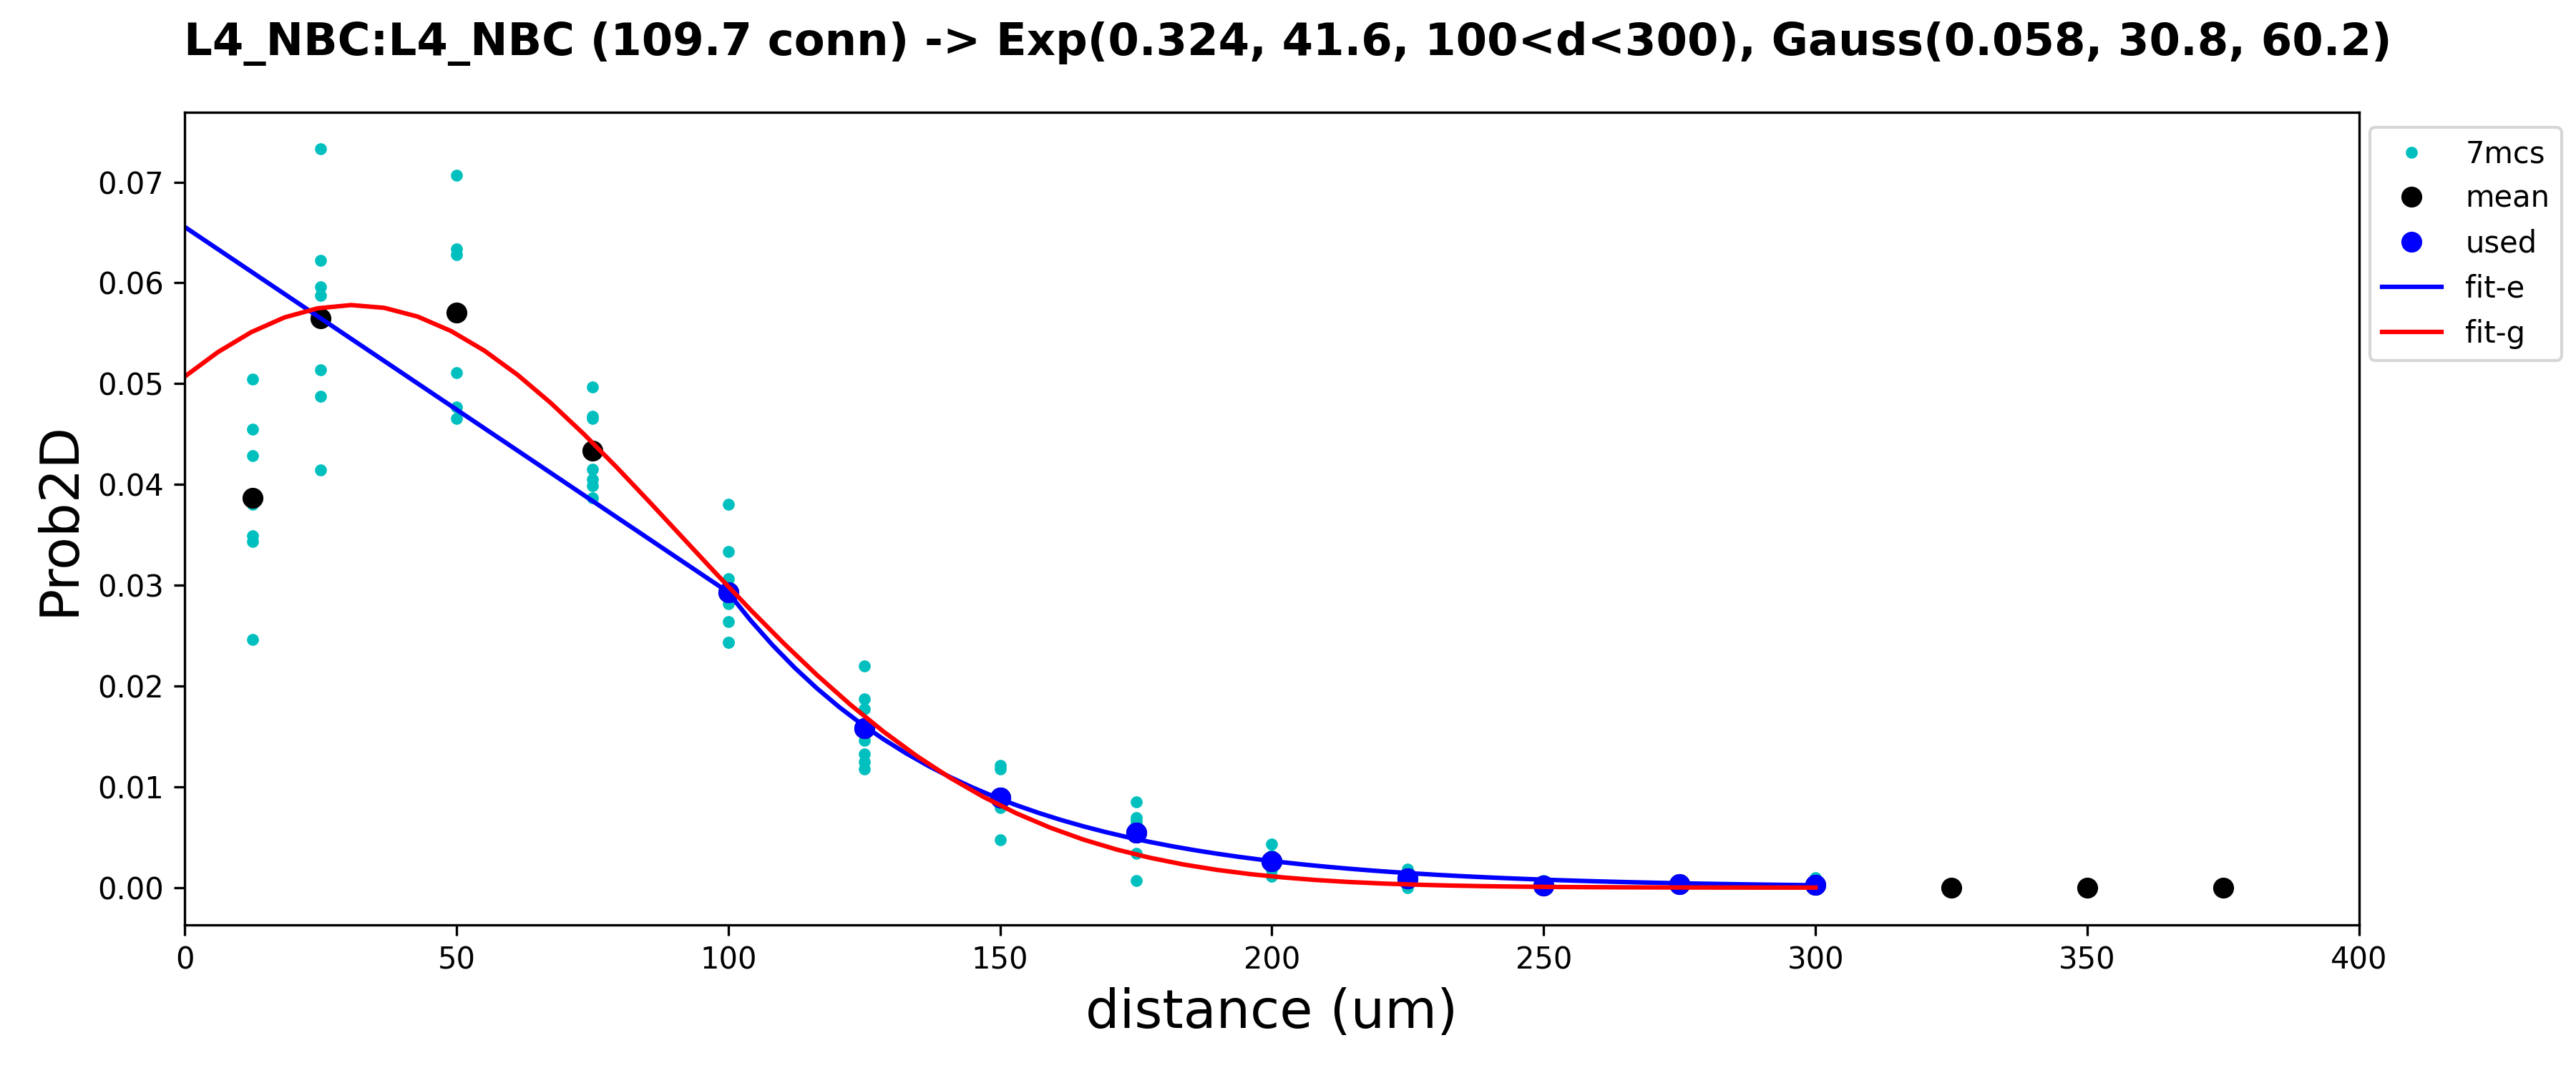 L4_NBC:L4_NBC (109.7 conn) -> Exp(0.324, 41.6, 100<d<300), Gauss(0.058, 30.8, 60.2)
7mcs
mean
used
fit-e
fit-g
0.07
0.06
0.05
0.04
0.03
0.02
0.01
0.00
Prob2D
0 50 100 150 200 250 300 350 400
distance (um)